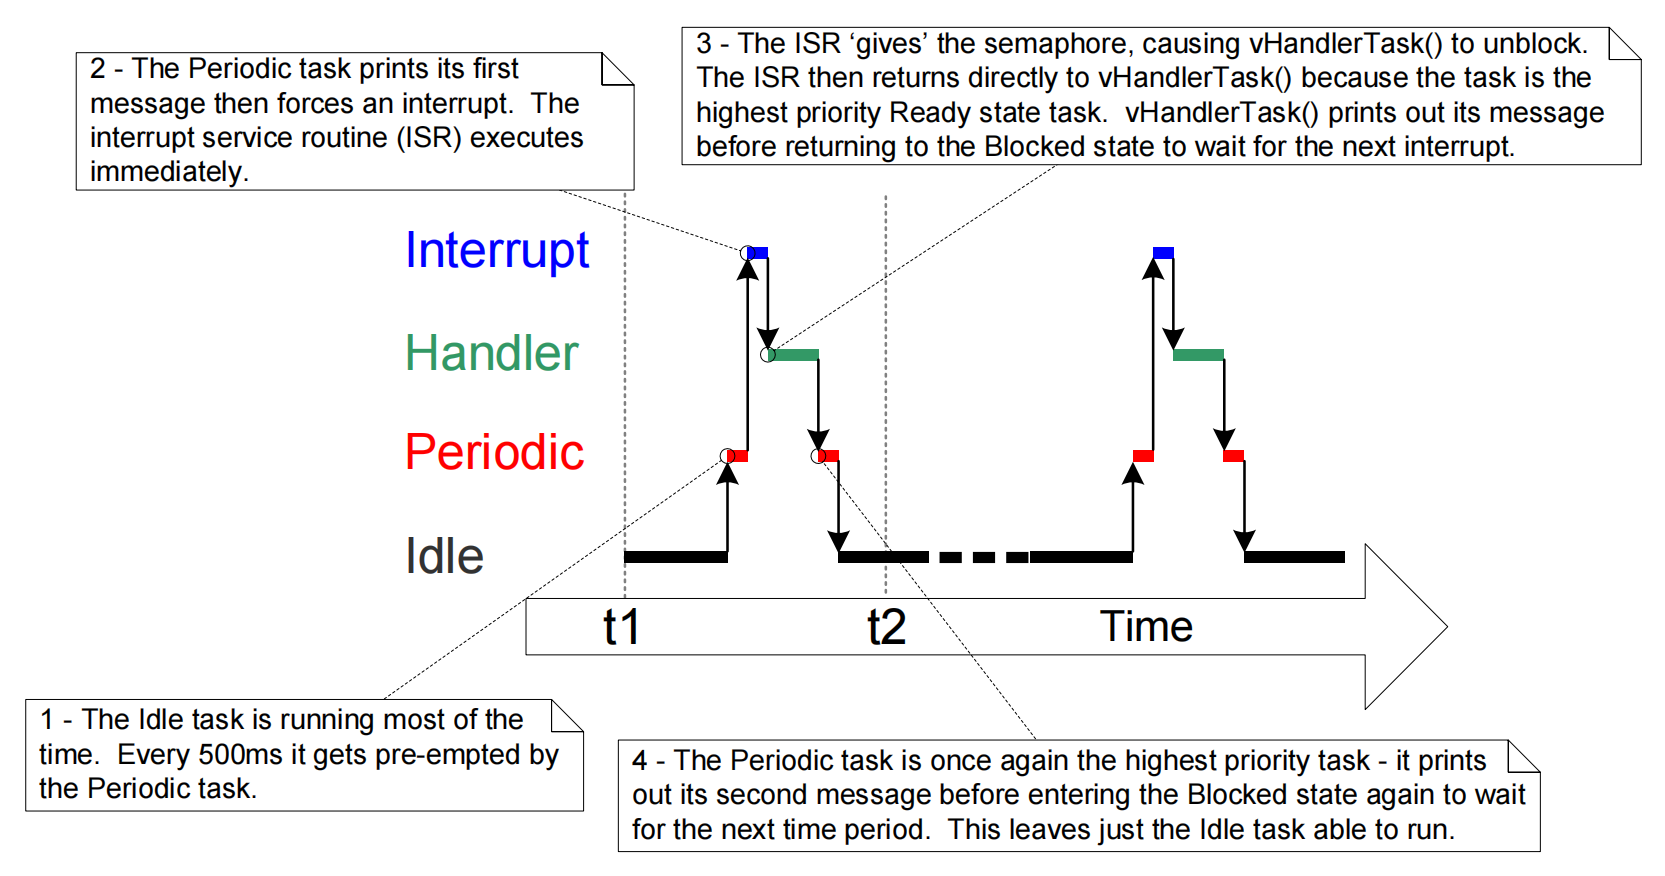 2 - The Periodic task prints its first
message then forces an interrupt.  The
interrupt service routine (ISR) executes
immediately.
3 - The ISR ‘gives’ the semaphore, causing vHandlerTask() to unblock.
The ISR then returns directly to vHandlerTask() because the task is the
highest priority Ready state task.  vHandlerTask() prints out its message
before returning to the Blocked state to wait for the next interrupt.
Interrupt
Handler
Periodic
Idle
t1
t2
Time
1 - The Idle task is running most of the
time.  Every 500ms it gets pre-empted by
the Periodic task.
4 - The Periodic task is once again the highest priority task - it prints
out its second message before entering the Blocked state again to wait
for the next time period.  This leaves just the Idle task able to run.